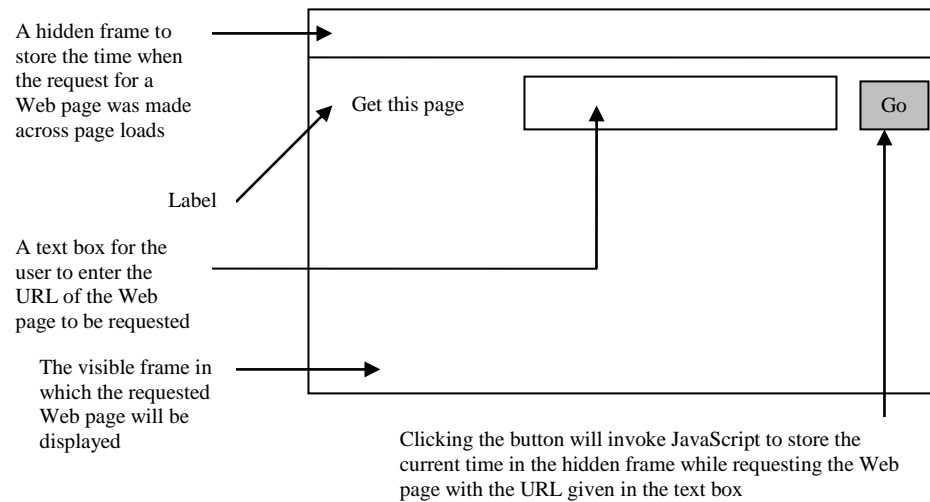 A hidden frame to
store the time when
the request for a
Web page was made
across page loads
Get this page
Go
Label
A text box for the
user to enter the
URL of the Web
page to be requested
The visible frame in
which the requested
Web page will be
displayed
Clicking the button will invoke JavaScript to store the
current time in the hidden frame while requesting the Web
page with the URL given in the text box